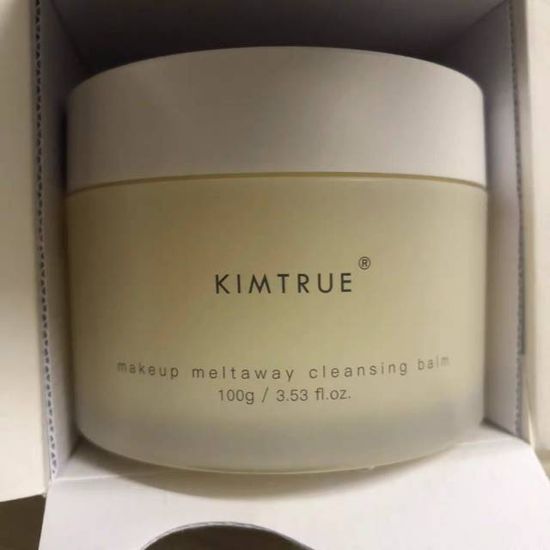 KIMTRUE®
makeup meltaway cleansing balm
100g / 3.53 fl.oz.